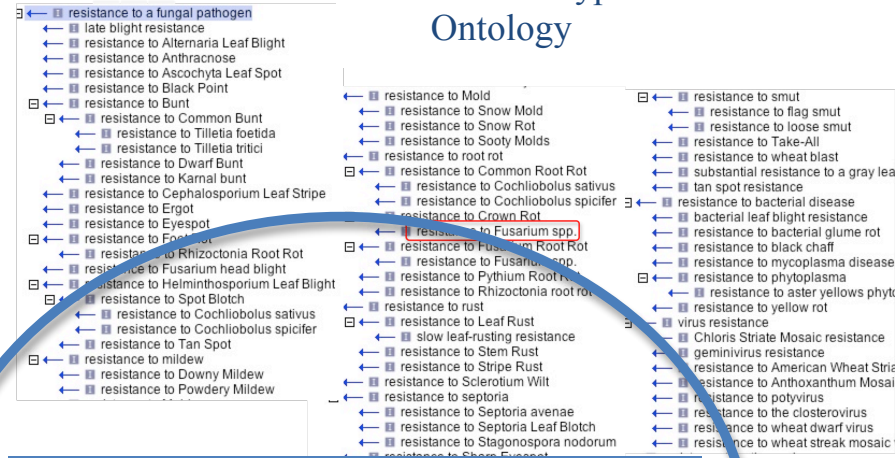 Ontology
resistance to a fungal pathogen
late blight resistance
resistance to Alternaria Leaf Blight
resistance to Anthracnose
resistance to Ascochyta Leaf Spot
resistance to Black Point
resistance to Bunt
resistance to Common Bunt
resistance to Tilletia foetida
resistance to Tilletia tritici
resistance to Dwarf Bunt
resistance to Karnal bunt
resistance to Cephalosporium Leaf Stripe
resistance to Ergot
resistance to Eyespot
resistance to Foot Rot
resistance to Rhizoctonia Root Rot
resistance to Fusarium head blight
resistance to Helminthosporium Leaf Blight
resistance to Spot Blotch
resistance to Cochliobolus sativus
resistance to Cochliobolus spicifer
resistance to Tan Spot
resistance to mildew
resistance to Downy Mildew
resistance to Powdery Mildew
resistance to Mold
resistance to Snow Mold
resistance to Snow Rot
resistance to Sooty Molds
resistance to root rot
resistance to Common Root Rot
resistance to Cochliobolus sativus
resistance to Cochliobolus spicifer
resistance to Crown Rot
resistance to Fusarium spp.
resistance to Fusarium Root Rot
resistance to Fusarium spp.
resistance to Pythium Root Rot
resistance to Rhizoctonia root rot
resistance to rust
resistance to Leaf Rust
slow leaf-rusting resistance
resistance to Stem Rust
resistance to Stripe Rust
resistance to Sclerotium Wilt
resistance to septoria
resistance to Septoria avenae
resistance to Septoria Leaf Blotch
resistance to Stagonospora nodorum
resistance to Sharp Eyespot
resistance to smut
resistance to flag smut
resistance to loose smut
resistance to Take-All
resistance to wheat blast
substantial resistance to a gray lea
tan spot resistance
resistance to bacterial disease
bacterial leaf blight resistance
resistance to bacterial glume rot
resistance to black chaff
resistance to mycoplasma disease
resistance to phytoplasma
resistance to aster yellows phyto
resistance to yellow rot
virus resistance
Chloris Striate Mosaic resistance
geminivirus resistance
resistance to American Wheat Stria
resistance to Anthoxanthum Mosai
resistance to potyvirus
resistance to the closterovirus
resistance to wheat dwarf virus
resistance to wheat streak mosaic